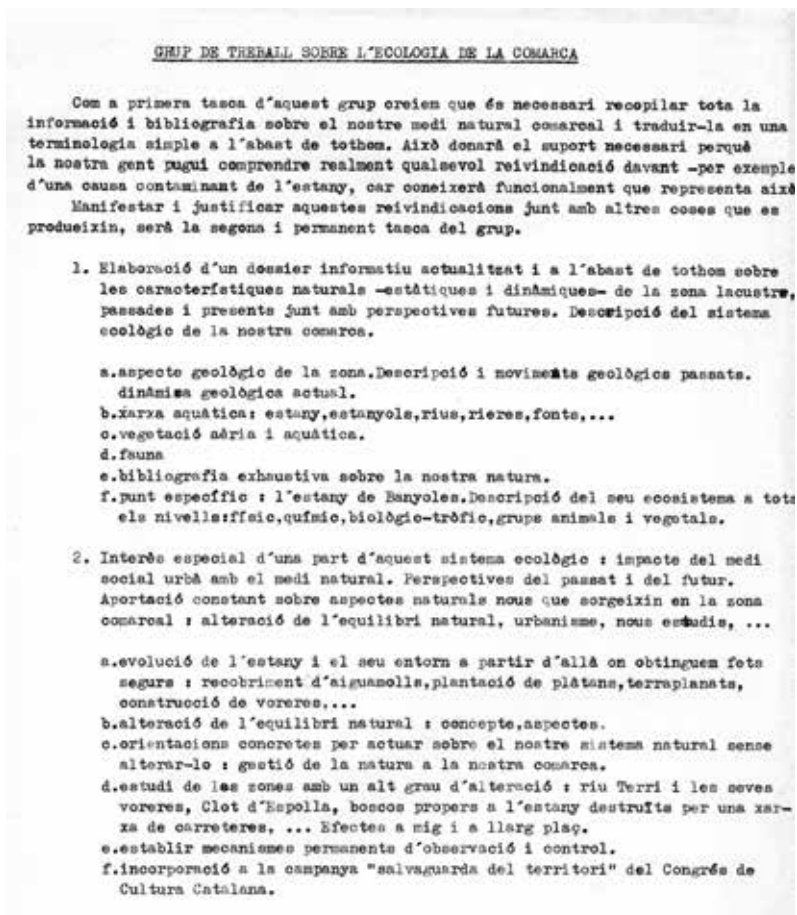 GRUP DE TREBALL SOBRE L´ECOLOGIA DE LA COMARCA
Com a primera tasca d´aquest grup creiem que és necessari recopilar tota la
informació i bibliografia sobre el nostre medi natural comarcal i traduir-la en una
terminologia simple a l´abast de tothom. Això donarà el suport necessari perquè
la nostra gent pugui comprendre realment qualsevol reivindicació davant -per exemple
d´una causa contaminant de l´estany, car coneixerà funcionalment que representa això
Manifestar i justificar aquestes reivindicacions junt amb altres coses que es
produeixin, serà la segona i permanent tasca del grup.
1. Elaboració d´un dossier informatiu actualitzat i a l´abast de tothom sobre
les característiques naturals -estàtiques i dinàmiques- de la zona lacustre,
passades i presents junt amb perspectives futures. Descripció del sistema
ecològic de la nostra comarca.
a.aspecte geològic de la zona.Descripció i moviments geològics passats.
dinàmica geològica actual.
b.xarxa aquàtica: estany,estanyols,rius,rieres,fonts,...
c.vegetació aèria i aquàtica.
d.fauna
e.bibliografia exhaustiva sobre la nostra natura.
f.punt específic : l´estany de Banyoles.Descripció del seu ecosistema a tots
els nivells:físic,químic,biològic-tròfic,grups animals i vegetals.
2. Interès especial d´una part d´aquest sistema ecològic : impacte del medi
social urbà amb el medi natural. Perspectives del passat i del futur.
Aportació constant sobre aspectes naturals nous que sorgeixin en la zona
comarcal : alteració de l´equilibri natural, urbanisme, nous estudis, ...
a.evolució de l´estany i el seu entorn a partir d´allà on obtinguem fets
segurs : recobriment d´aiguamolls,plantació de plàtans,terraplanats,
construcció de voreres,...
b.alteració de l´equilibri natural : concepte,aspectes.
c.orientacions concretes per actuar sobre el nostre sistema natural sense
alterar-lo : gestió de la natura a la nostra comarca.
d.estudi de les zones amb un alt grau d´alteració : riu Terri i les seves
voreres, Clot d´Espolla, boscos propers a l´estany destruïts per una xar-
xa de carreteres, ... Efectes a mig i a llarg plaç.
e.establir mecanismes permanents d´observació i control.
f.incorporació a la campanya "salvaguarda del territori" del Congrés de
Cultura Catalana.